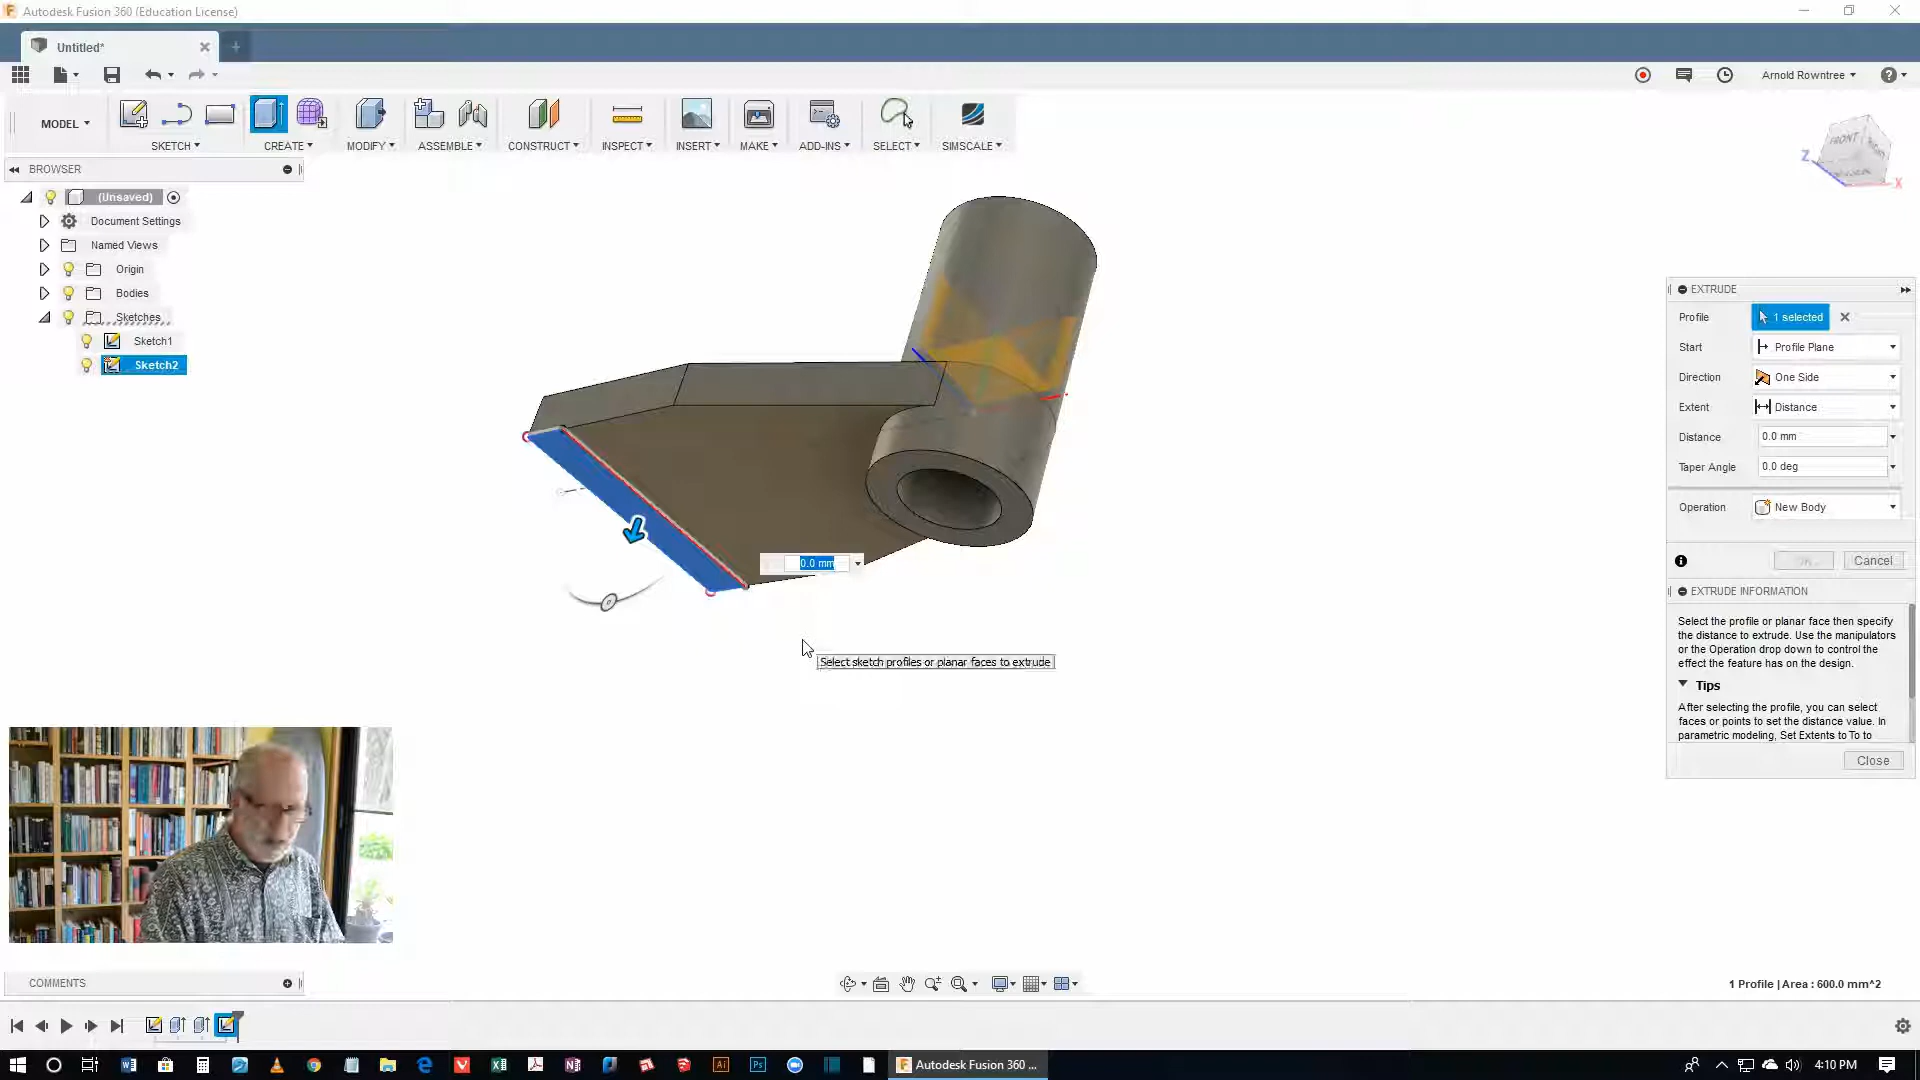 Autodesk Fusion 360 (Education License)
Untitled*
Arnold Rowntree
MODEL
SKETCH
CREATE
MODIFY
ASSEMBLE
CONSTRUCT
INSPECT
INSERT
MAKE
ADD-INS
SELECT
SIMSCALE
BROWSER
(Unsaved)
Document Settings
Named Views
Origin
Bodies
Sketches
Sketch1
Sketch2
FRONT
Z
X
EXTRUDE
Profile 1 selected
Start Profile Plane
Direction One Side
Extent Distance
Distance 0.0 mm
Taper Angle 0.0 deg
Operation New Body
Cancel
EXTRUDE INFORMATION
Select the profile or planar face then specify
the distance to extrude. Use the manipulators
or the Operation drop down to control the
effect the feature has on the design.
Tips
After selecting the profile, you can select
faces or points to set the distance value. In
parametric modeling, Set Extents to To to
Close
0.0 mm
Select sketch profiles or planar faces to extrude
COMMENTS
1 Profile | Area : 600.0 mm^2
Autodesk Fusion 360 ...
4:10 PM